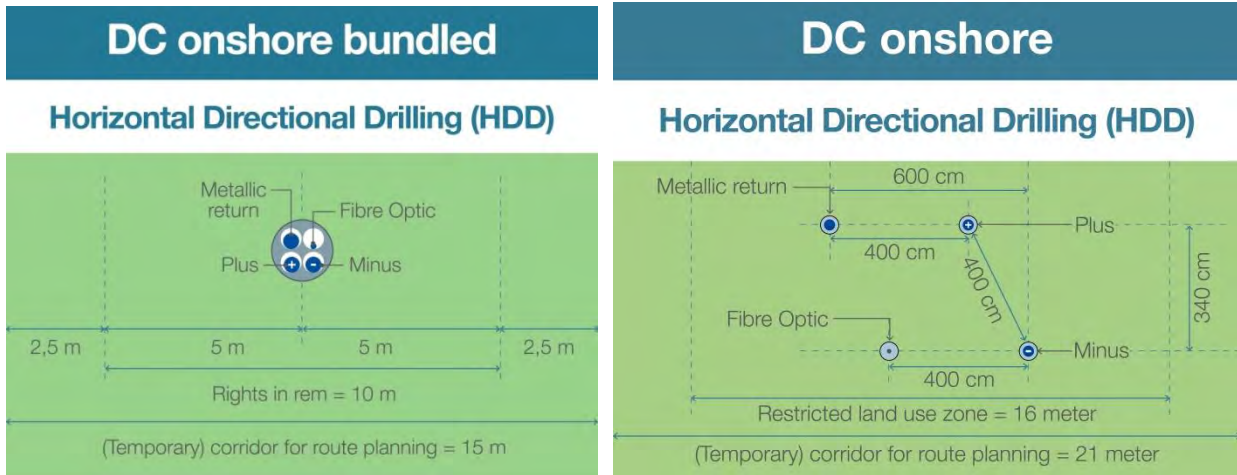 DC onshore bundled
Horizontal Directional Drilling (HDD)
Metallic
return
Fibre Optic
Plus
Minus
2,5 m
5 m
5 m
2,5 m
Rights in rem = 10 m
(Temporary) corridor for route planning = 15 m
DC onshore
Horizontal Directional Drilling (HDD)
600 cm
Metallic return
+
Plus
400 cm
400 cm
340 cm
Fibre Optic
-
Minus
400 cm
Restricted land use zone = 16 meter
(Temporary) corridor for route planning = 21 meter